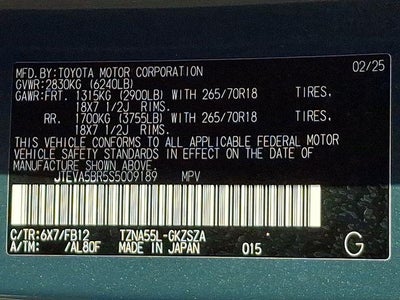 MFD.BY:TOYOTA MOTOR CORPORATION 02/25
GVWR:2830KG (6240LB)
GAWR:FRT. 1315KG (2900LB) WITH 265/70R18 TIRES,
18X7 1/2J RIMS.
RR. 1700KG (3755LB) WITH 265/70R18 TIRES,
18X7 1/2J RIMS.
THIS VEHICLE CONFORMS TO ALL APPLICABLE FEDERAL MOTOR
VEHICLE SAFETY STANDARDS IN EFFECT ON THE DATE OF
MANUFACTURE SHOWN ABOVE.
JTEVA5BR5S5009189 MPV
C/TR:6X7/FB12 TZNA55L-GKZSZA
A/TM: /AL80F MADE IN JAPAN 015 G